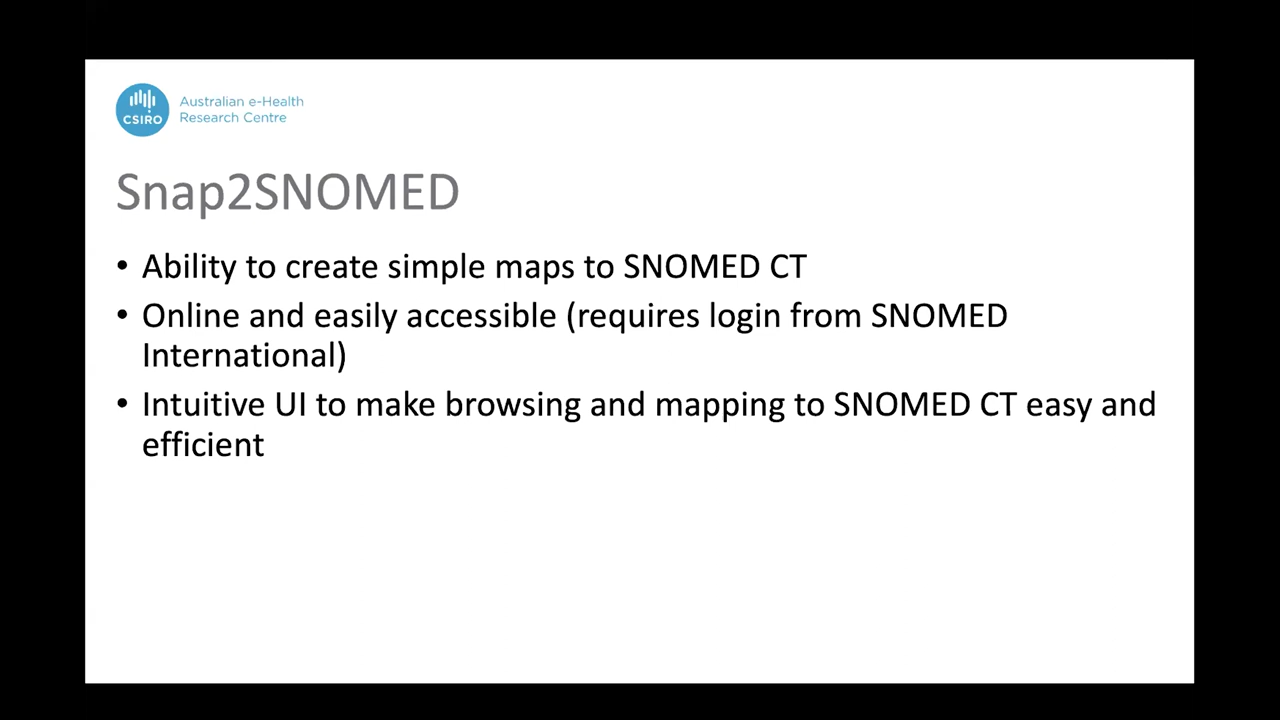 CSIRO
Australian e-Health
Research Centre
Snap2SNOMED
• Ability to create simple maps to SNOMED CT
• Online and easily accessible (requires login from SNOMED
International)
• Intuitive UI to make browsing and mapping to SNOMED CT easy and
efficient